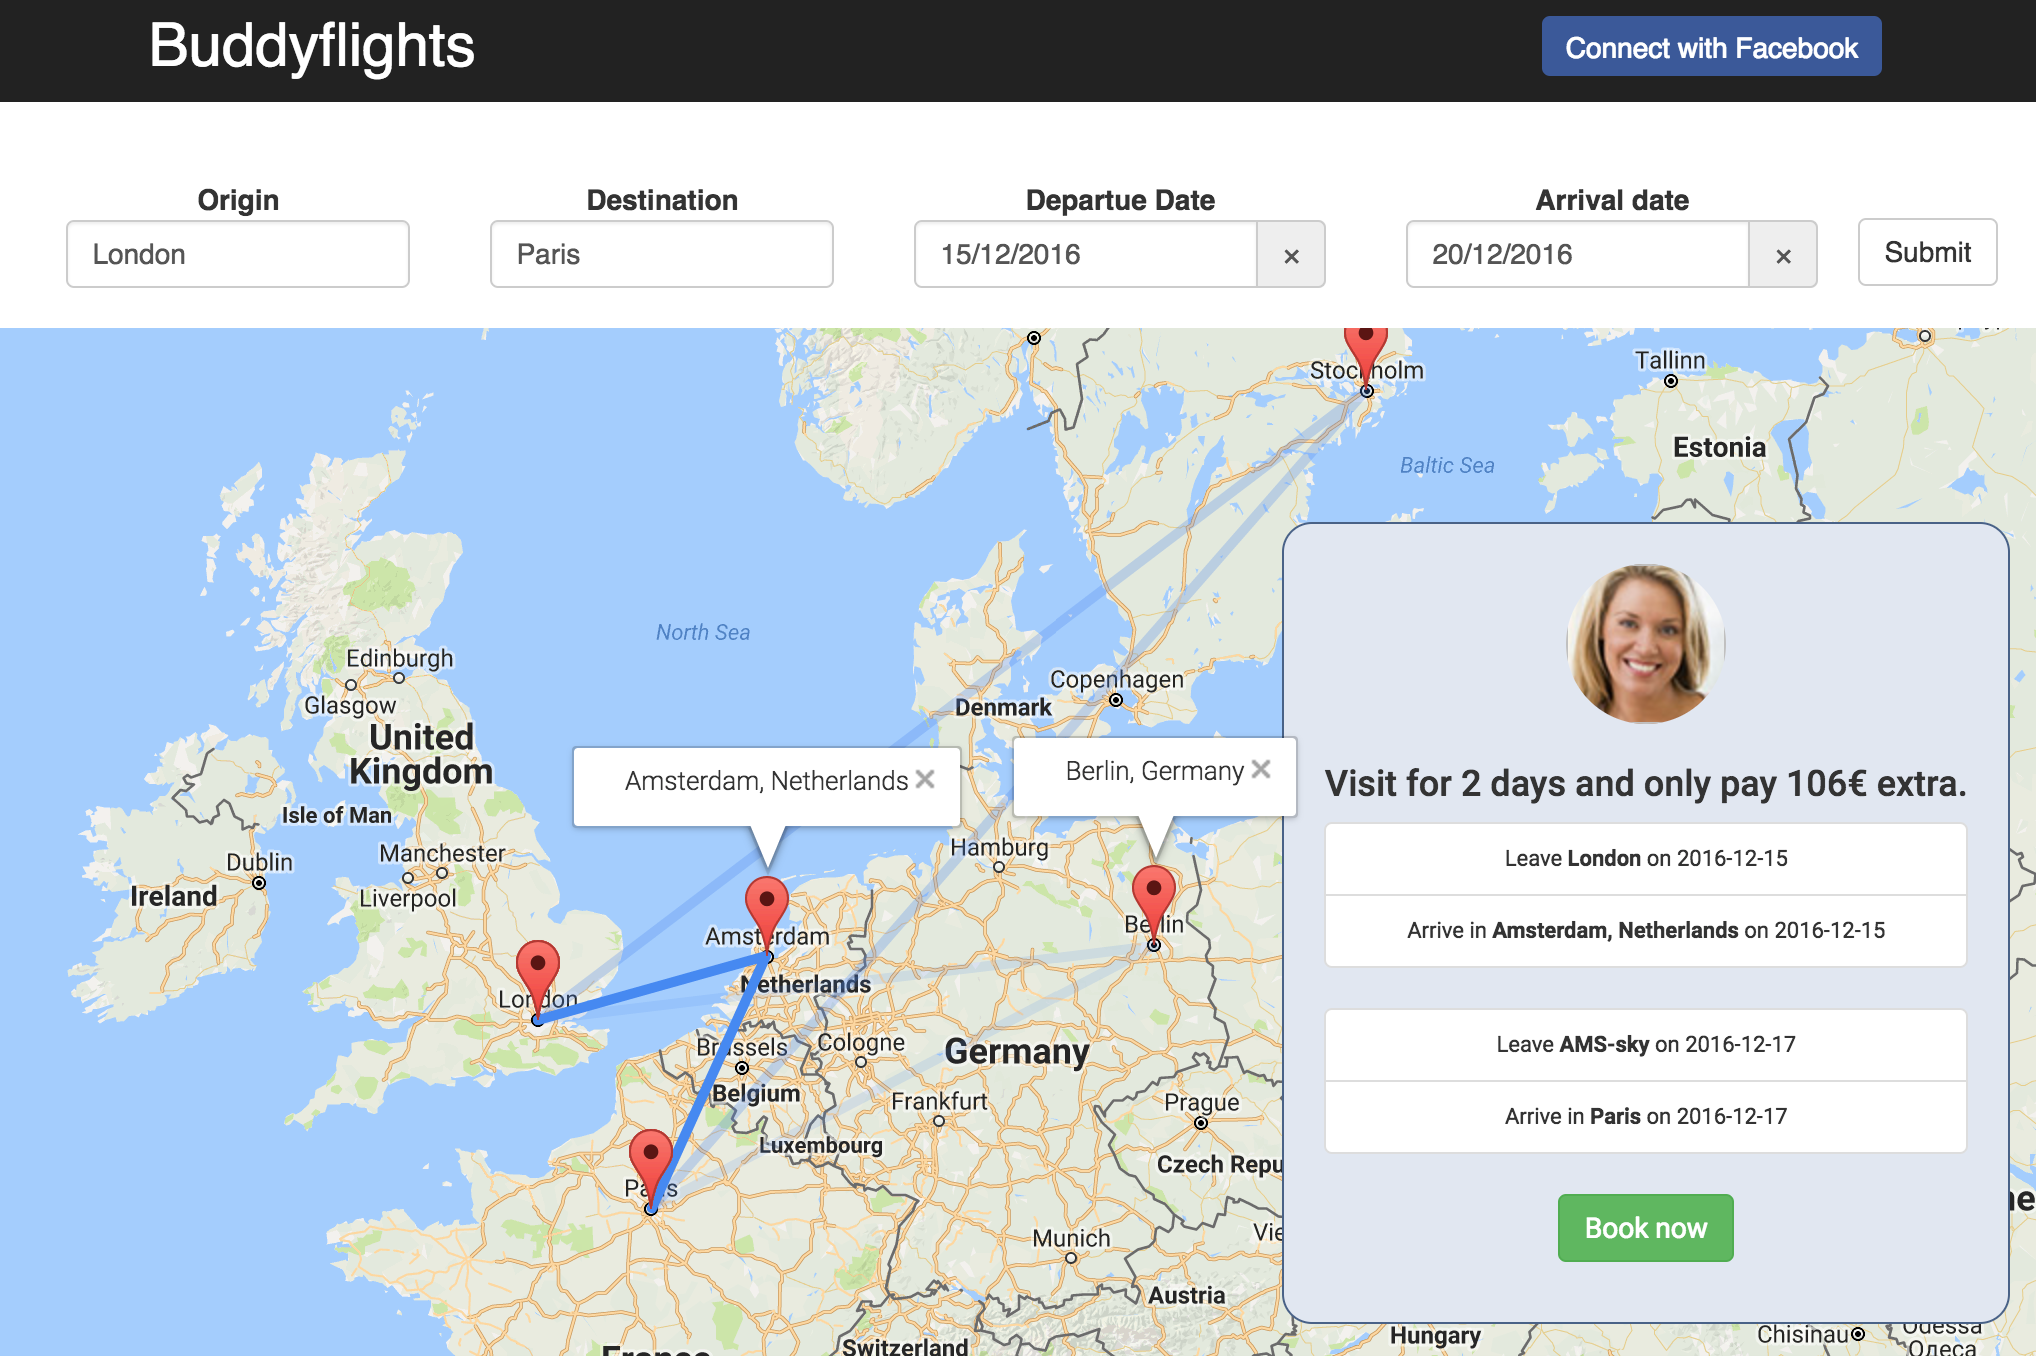 Buddyflights
Connect with Facebook
Origin
Destination
Departue Date
Arrival date
London
Paris
15/12/2016
×
20/12/2016
×
Submit
Stockholm
Tallinn
Estonia
Baltic Sea
North Sea
Edinburgh
Glasgow
Copenhagen
Denmark
United
Kingdom
Amsterdam, Netherlands ×
Berlin, Germany ×
Isle of Man
Manchester
Hamburg
Dublin
Ireland
Liverpool
Amsterdam
Berlin
Netherlands
London
Brussels
Cologne
Germany
Belgium
Frankfurt
Prague
Luxembourg
Czech Repu
Paris
Munich
Vie
Austria
Switzerland
France
Hungary
Chisinau
Odessa
Одеса
Visit for 2 days and only pay 106€ extra.
Leave London on 2016-12-15
Arrive in Amsterdam, Netherlands on 2016-12-15
Leave AMS-sky on 2016-12-17
Arrive in Paris on 2016-12-17
Book now